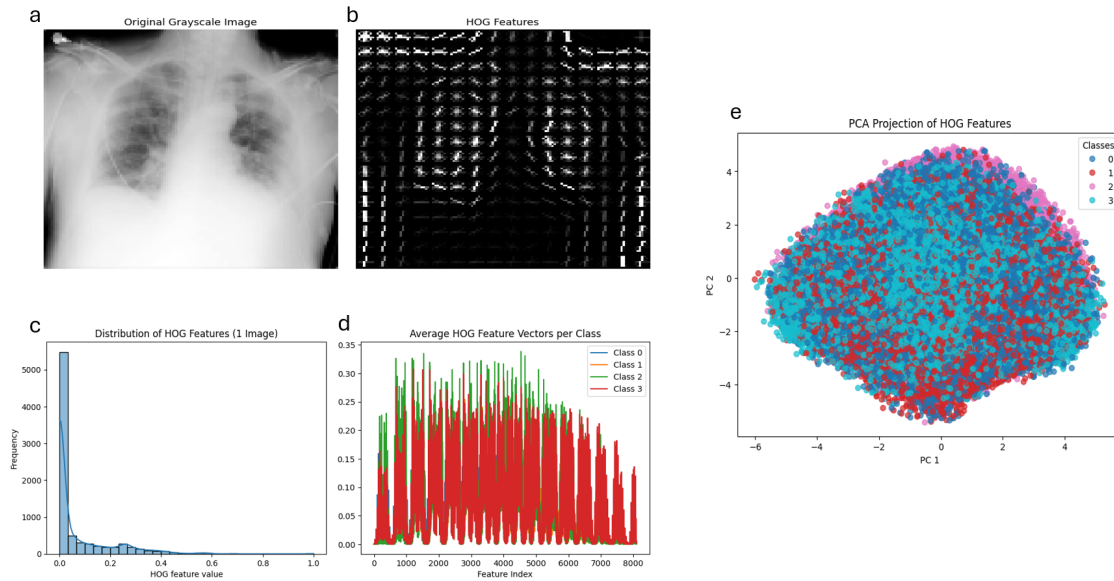 a
Original Grayscale Image
b
HOG Features
c
Distribution of HOG Features (1 Image)
Frequency
5000
4000
3000
2000
1000
0
0.0 0.2 0.4 0.6 0.8 1.0
HOG feature value
d
Average HOG Feature Vectors per Class
0.35
0.30
0.25
0.20
0.15
0.10
0.05
0.00
Class 0
Class 1
Class 2
Class 3
0 1000 2000 3000 4000 5000 6000 7000 8000
Feature Index
e
PCA Projection of HOG Features
PC 2
4
2
0
−2
−4
Classes
0
1
2
3
−6 −4 −2 0 2 4
PC 1